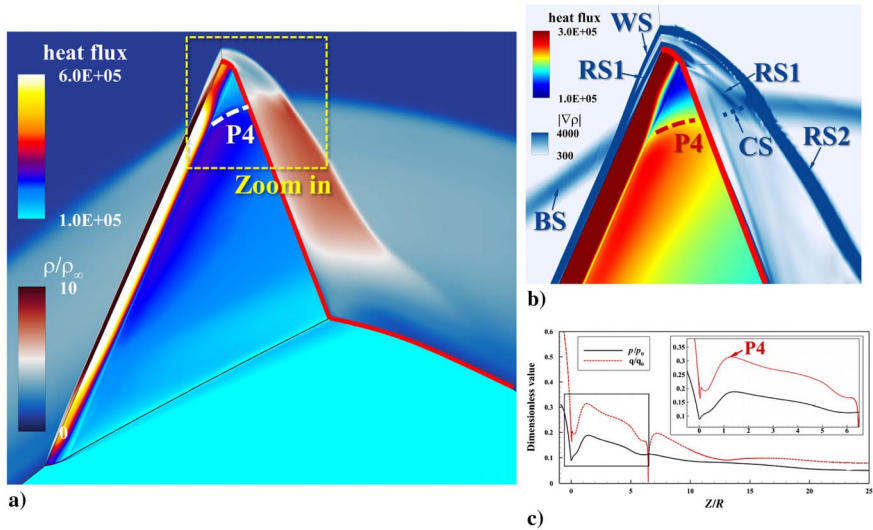 heat flux
6.0E+05
1.0E+05
ρ/ρ∞
10
0
P4
Zoom in
a)
heat flux
3.0E+05
1.0E+05
|∇ρ|
4000
300
WS
RS1
RS1
P4
CS
RS2
BS
b)
0.6
0.5
0.4
0.3
0.2
0.1
0
Dimensionless value
p/p₀
q/q₀
0.35
0.3
0.25
0.2
0.15
0.1
P4
0 1 2 3 4 5 6
0 5 10 15 20 25
Z/R
c)